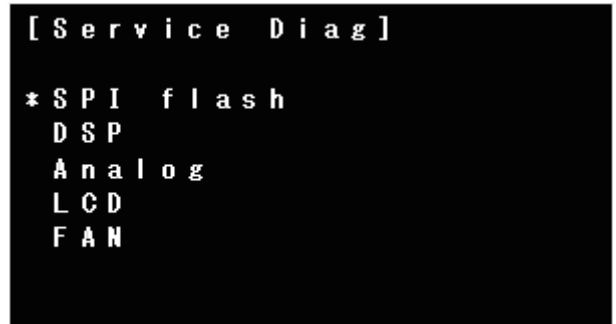 [Service Diag]
*SPI flash
DSP
Analog
LCD
FAN